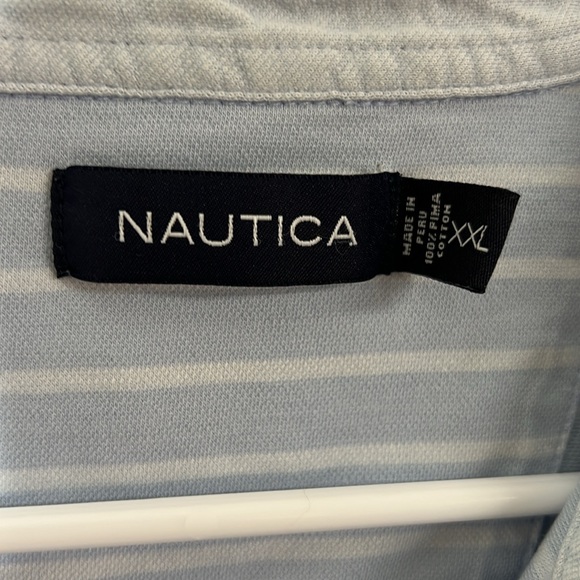 NAUTICA
MADE IN
PERU
100% PIMA
COTTON
XXL